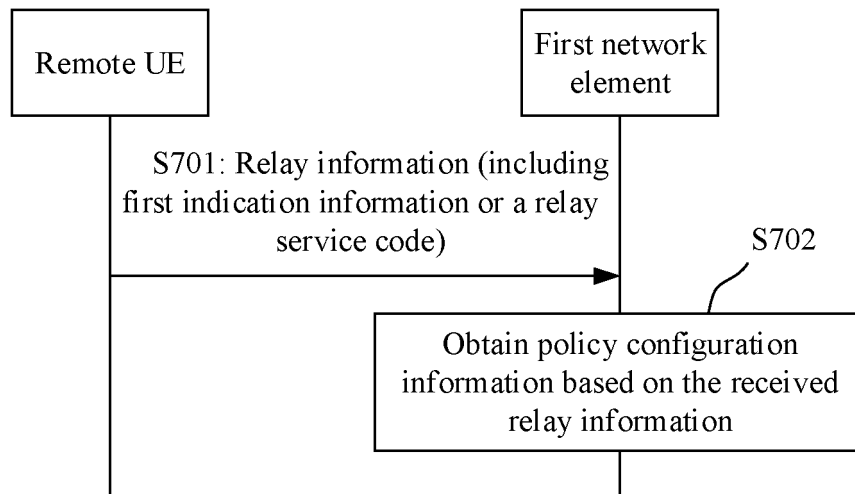 Remote UE
First network
element
S701: Relay information (including
first indication information or a relay
service code)
S702
Obtain policy configuration
information based on the received
relay information